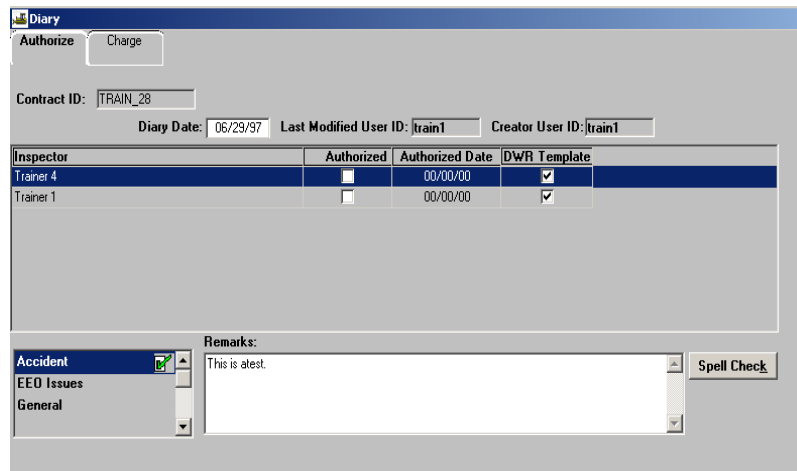 Diary
Authorize Charge
Contract ID: TRAIN_28
Diary Date: 06/29/97 Last Modified User ID: train1 Creator User ID: train1
Inspector Authorized Authorized Date DWR Template
Trainer 4 00/00/00
Trainer 1 00/00/00
Remarks:
Accident This is atest. Spell Check
EEO Issues
General